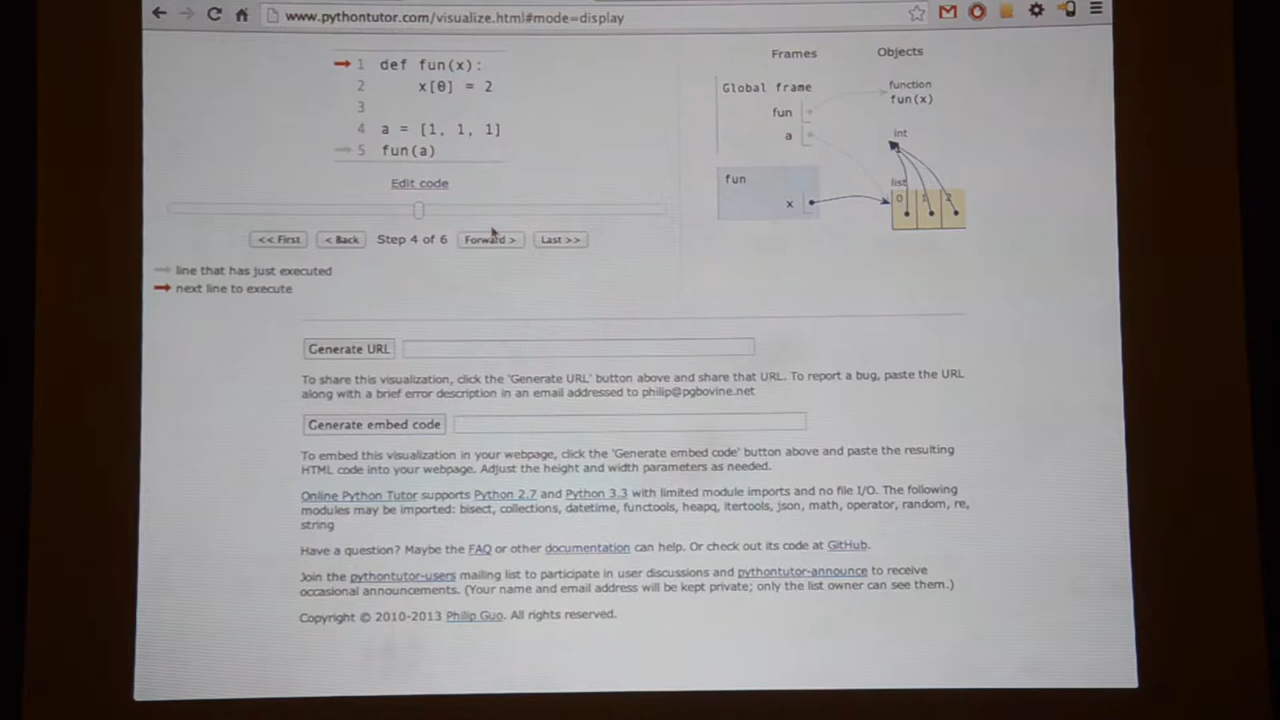 www.pythontutor.com/visualize.html#mode=display
1 def fun(x):
2 x[0] = 2
3
4 a = [1, 1, 1]
5 fun(a)
Edit code
<< First < Back Step 4 of 6 Forward > Last >>
line that has just executed
next line to execute
Frames Objects
Global frame
fun
a
function
fun(x)
int
fun
x
list
0 1 2
Generate URL
To share this visualization, click the 'Generate URL' button above and share that URL. To report a bug, paste the URL
along with a brief error description in an email addressed to philip@pgbovine.net
Generate embed code
To embed this visualization in your webpage, click the 'Generate embed code' button above and paste the resulting
HTML code into your webpage. Adjust the height and width parameters as needed.
Online Python Tutor supports Python 2.7 and Python 3.3 with limited module imports and no file I/O. The following
modules may be imported: bisect, collections, datetime, functools, heapq, itertools, json, math, operator, random, re,
string
Have a question? Maybe the FAQ or other documentation can help. Or check out its code at GitHub.
Join the pythontutor-users mailing list to participate in user discussions and pythontutor-announce to receive
occasional announcements. (Your name and email address will be kept private; only the list owner can see them.)
Copyright © 2010-2013 Philip Guo. All rights reserved.